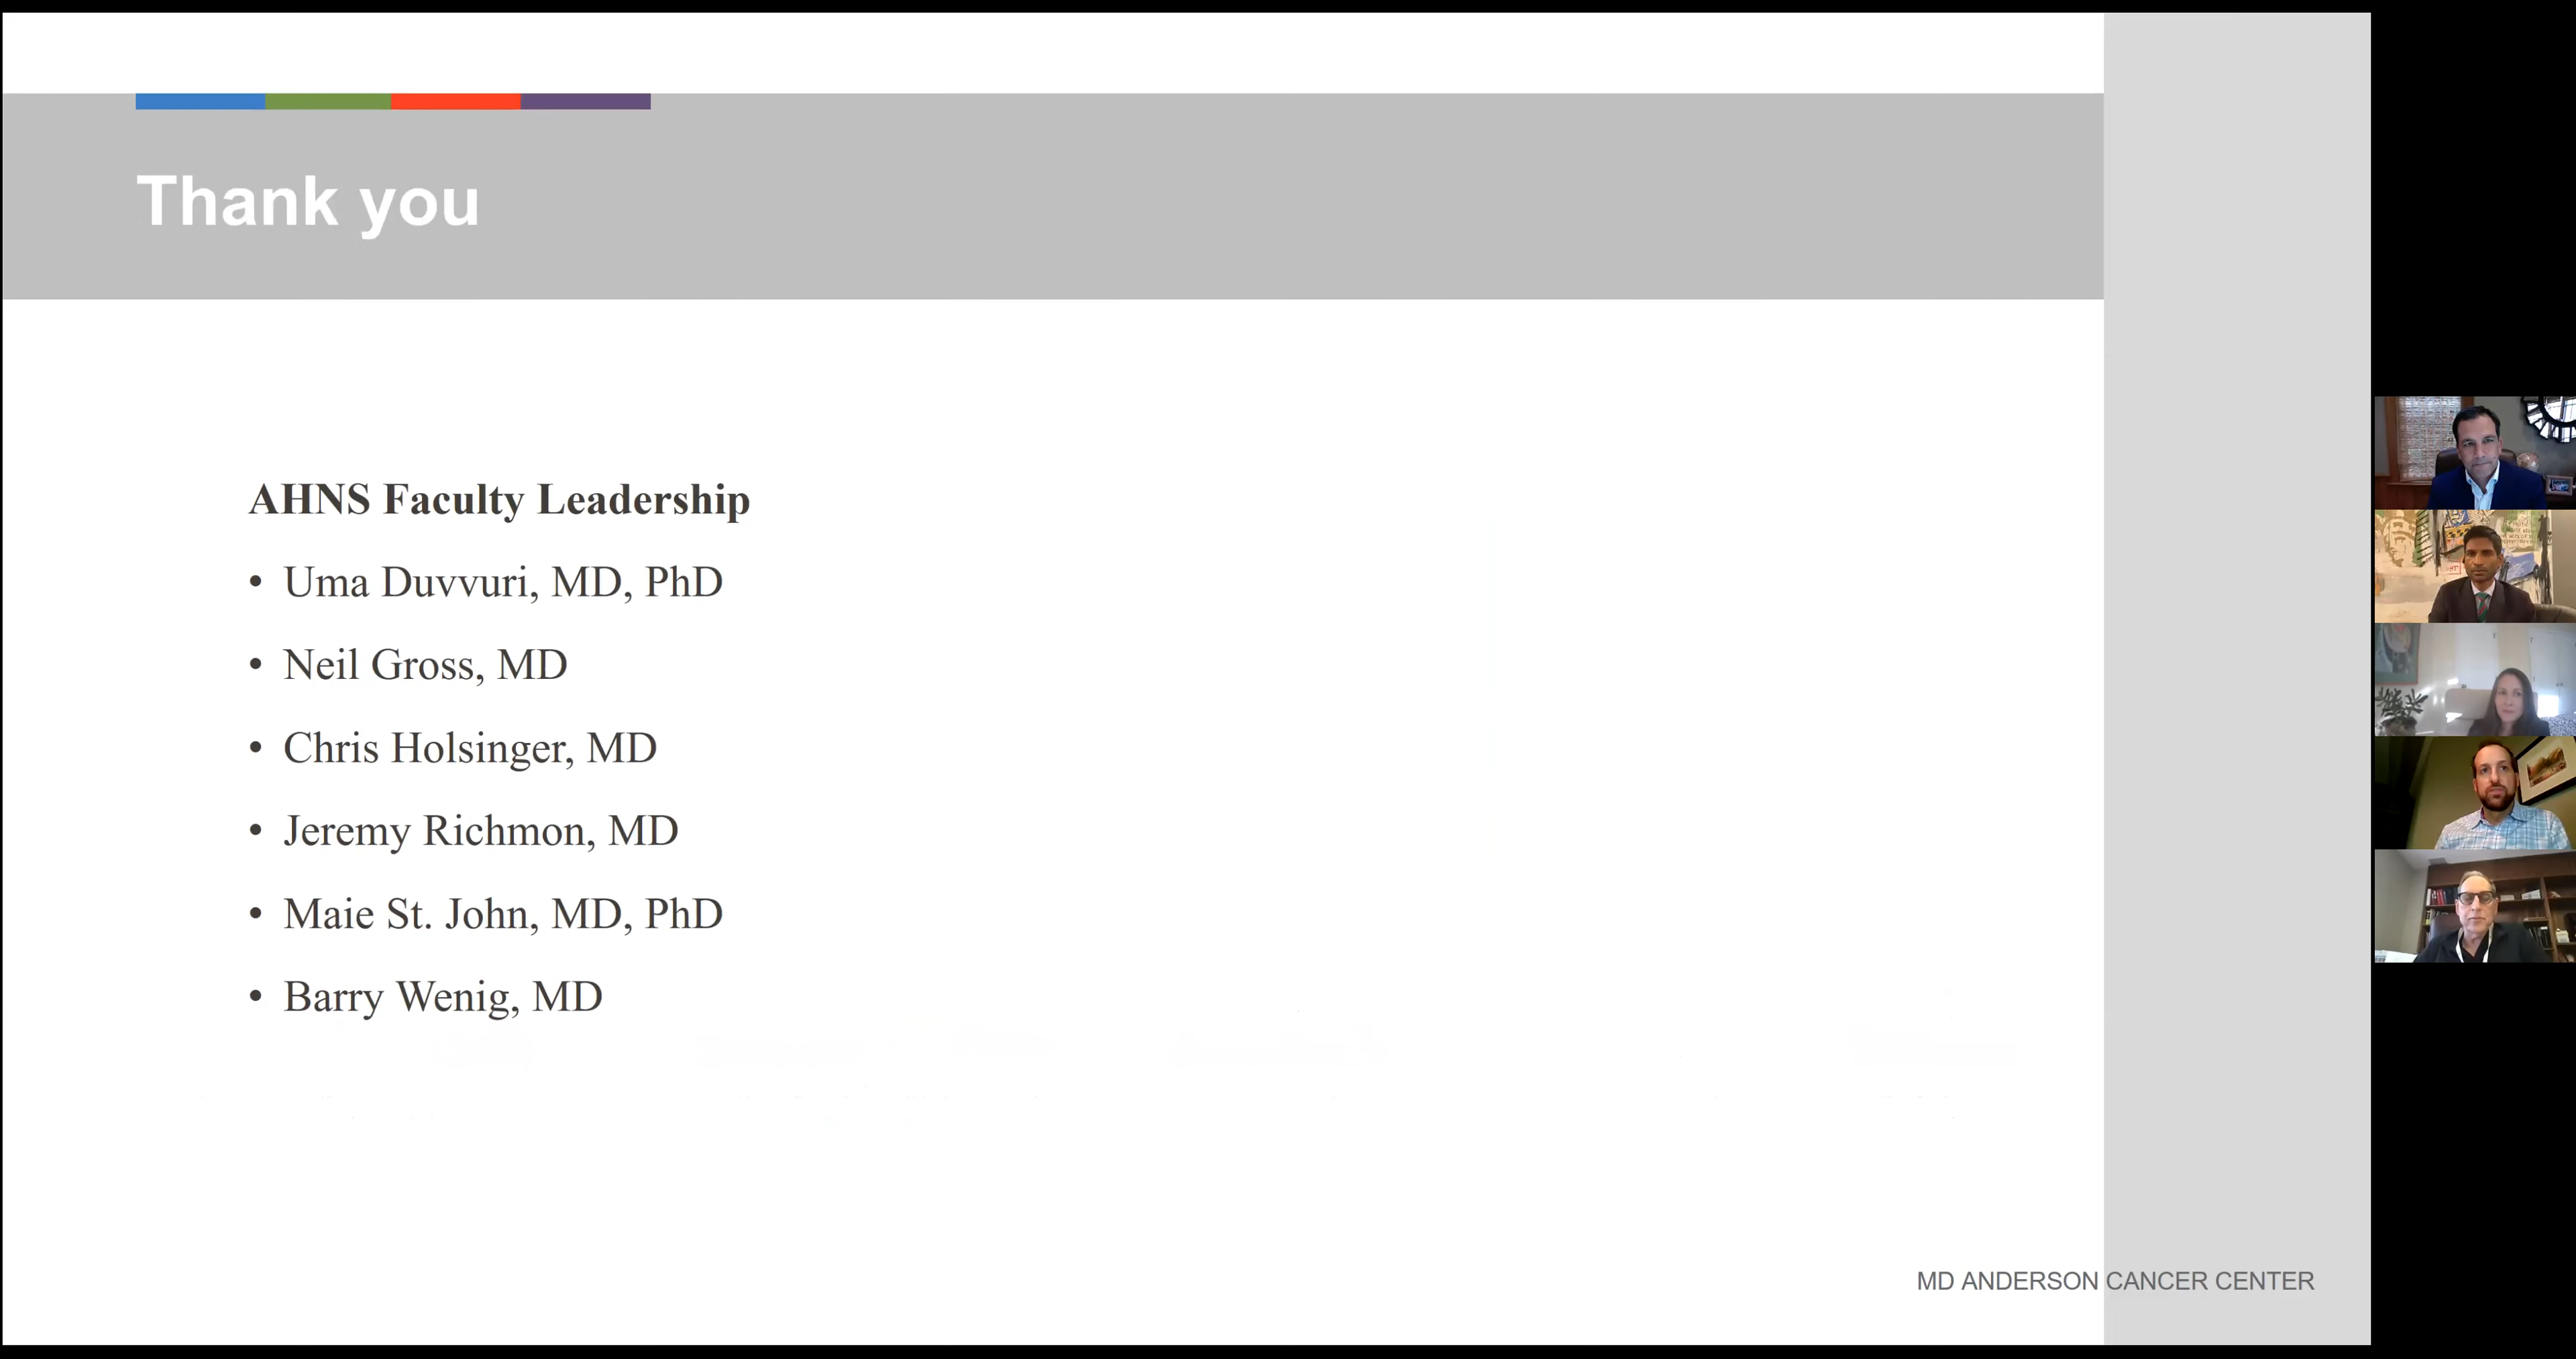 Thank you
AHNS Faculty Leadership
• Uma Duvvuri, MD, PhD
• Neil Gross, MD
• Chris Holsinger, MD
• Jeremy Richmon, MD
• Maie St. John, MD, PhD
• Barry Wenig, MD
MD ANDERSON CANCER CENTER